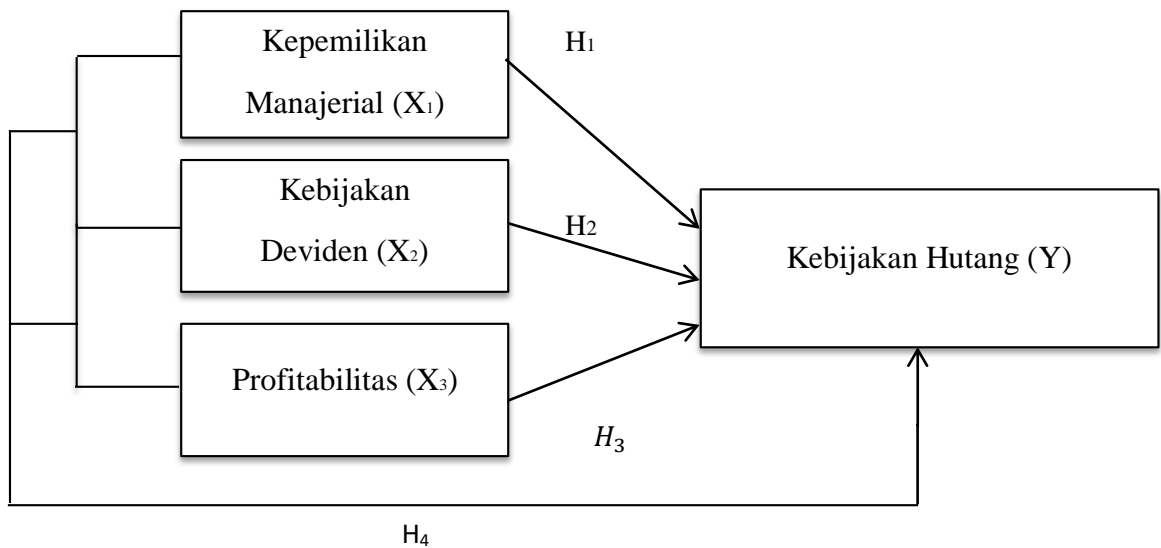 Kepemilikan
Manajerial (X₁)
H₁
Kebijakan
Deviden (X₂)
H₂
Kebijakan Hutang (Y)
Profitabilitas (X₃)
H₃
H₄